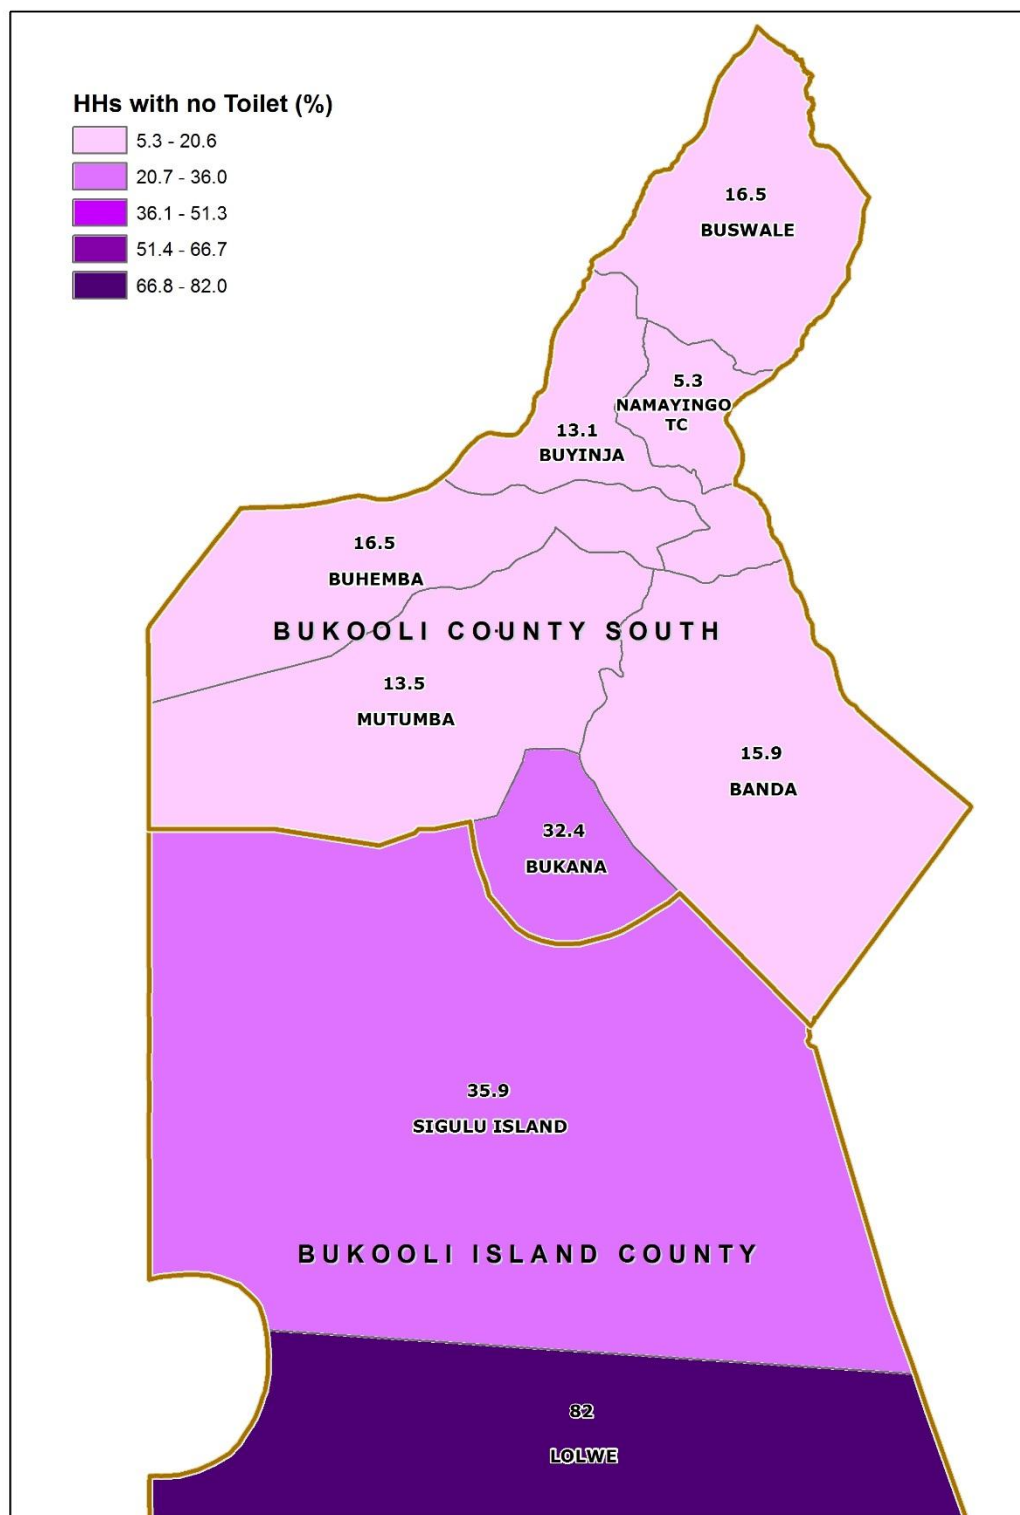 HHs with no Toilet (%)
5.3 - 20.6
20.7 - 36.0
36.1 - 51.3
51.4 - 66.7
66.8 - 82.0
16.5
BUSWALE
5.3
NAMAYINGO
TC
13.1
BUYINJA
16.5
BUHEMBA
BUKOOLI COUNTY SOUTH
13.5
MUTUMBA
15.9
BANDA
32.4
BUKANA
35.9
SIGULU ISLAND
BUKOOLI ISLAND COUNTY
82
LOLWE